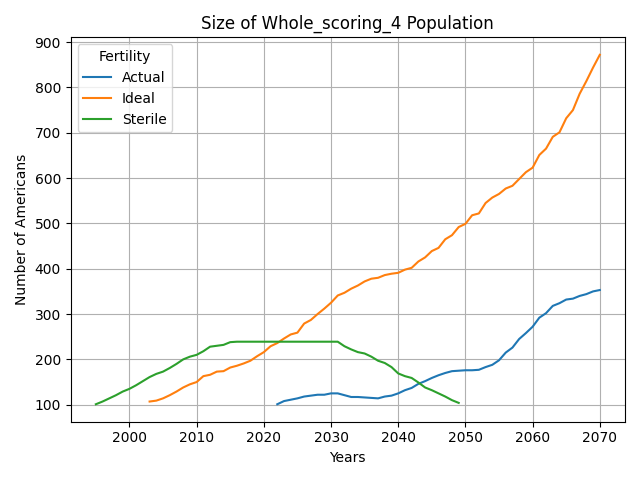 Size of Whole_scoring_4 Population
Fertility
Actual
Ideal
Sterile
Number of Americans
900
800
700
600
500
400
300
200
100
2000 2010 2020 2030 2040 2050 2060 2070
Years